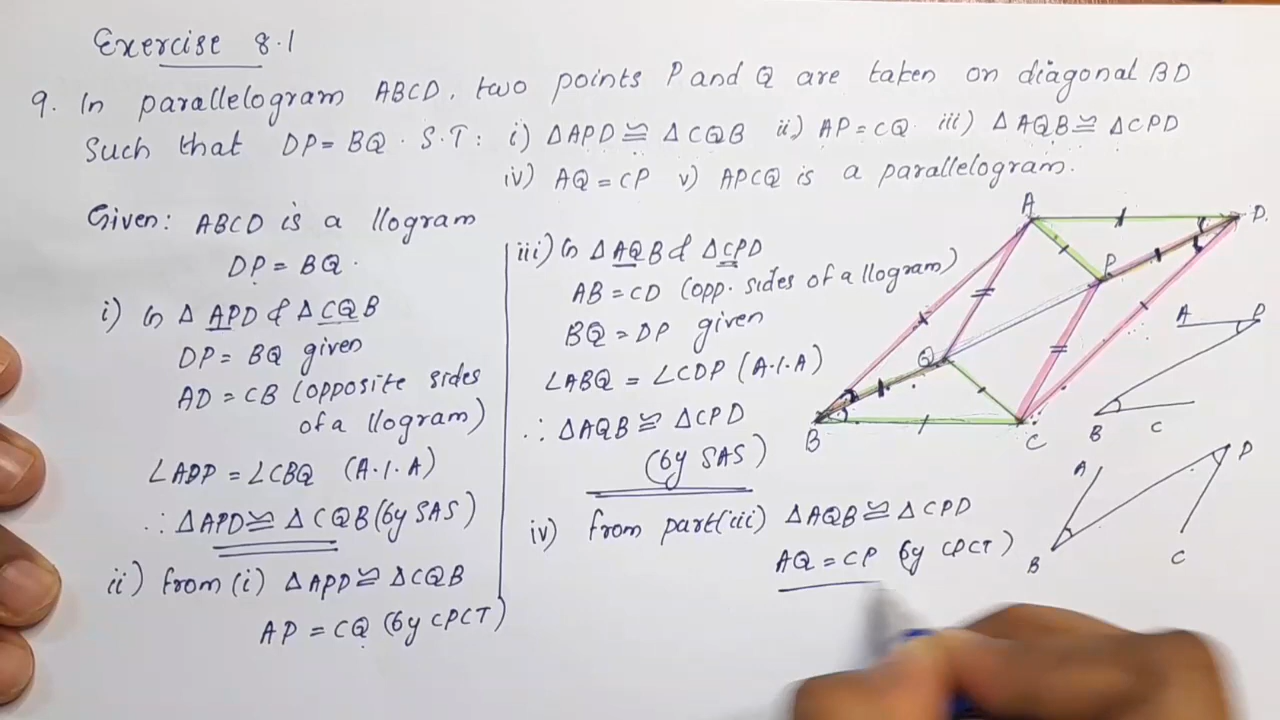 Exercise 8.1
9. In parallelogram ABCD, two points P and Q are taken on diagonal BD
Such that DP = BQ. S.T: i) ΔAPD ≅ ΔCQB ii) AP = CQ iii) ΔAQB ≅ ΔCPD
iv) AQ = CP v) APCQ is a parallelogram.
Given: ABCD is a llogram
DP = BQ.
i) In ΔAPD & ΔCQB
DP = BQ given
AD = CB (opposite sides
of a llogram)
∠ADP = ∠CBQ (A.I.A)
∴ ΔAPD ≅ ΔCQB (by SAS)
ii) from (i) ΔAPD ≅ ΔCQB
AP = CQ (by CPCT)
iii) In ΔAQB & ΔCPD
AB = CD (opp. sides of a llogram)
BQ = DP given
∠ABQ = ∠CDP (A.I.A)
∴ ΔAQB ≅ ΔCPD
(by SAS)
iv) from part(iii) ΔAQB ≅ ΔCPD
AQ = CP by CPCT)
A
D
P
Q
B
C
A
D
B
C
A
D
B
C